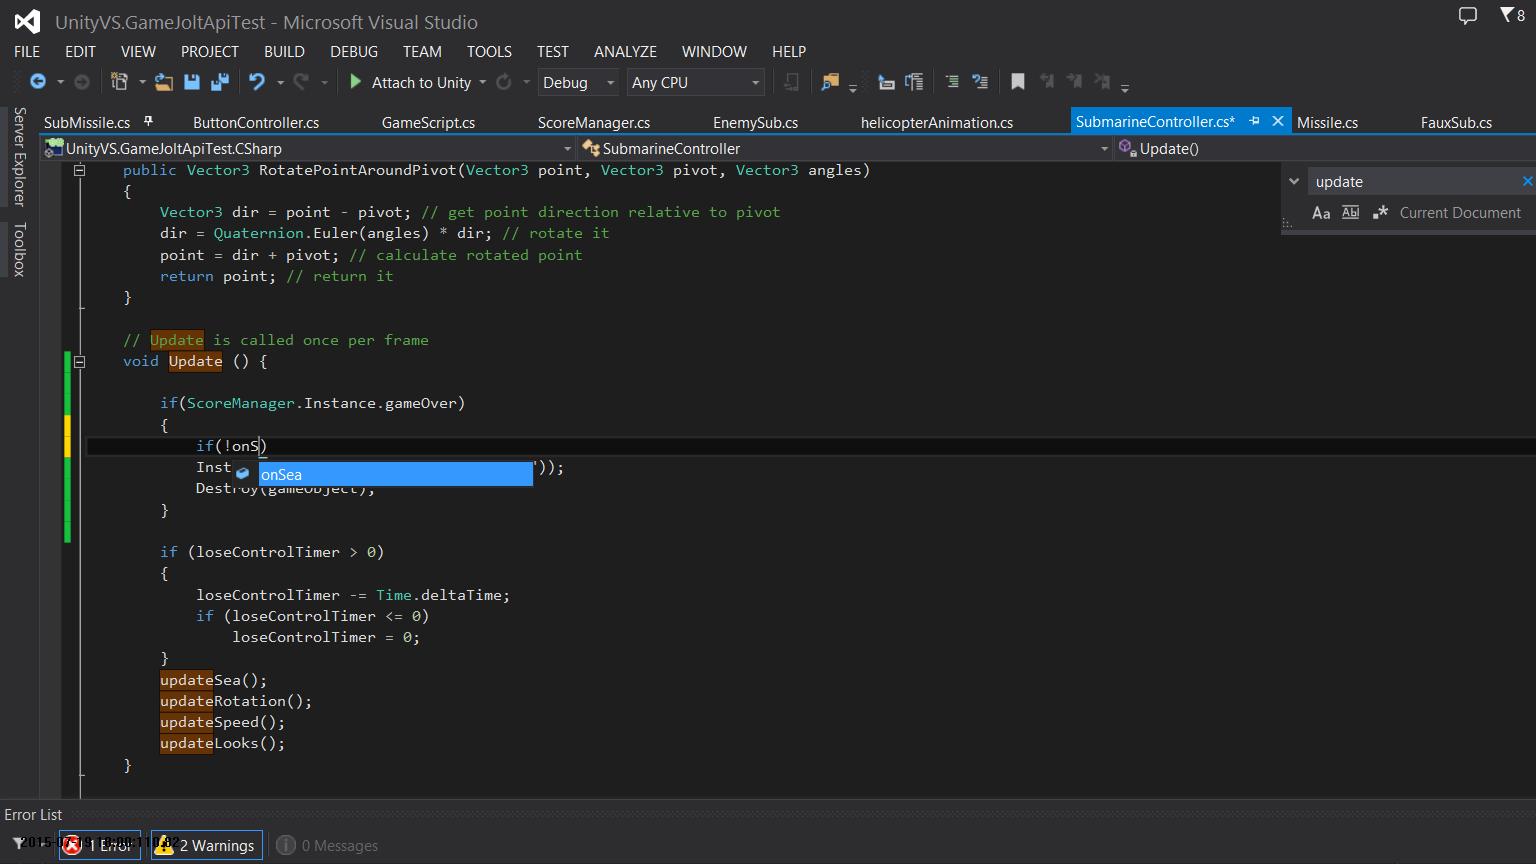 UnityVS.GameJoltApiTest - Microsoft Visual Studio
8
FILE EDIT VIEW PROJECT BUILD DEBUG TEAM TOOLS TEST ANALYZE WINDOW HELP
Attach to Unity Debug Any CPU
Server Explorer
Toolbox
SubMissile.cs ButtonController.cs GameScript.cs ScoreManager.cs EnemySub.cs helicopterAnimation.cs SubmarineController.cs* Missile.cs FauxSub.cs
UnityVS.GameJoltApiTest.CSharp SubmarineController Update()
update
Aa Abl .* Current Document
public Vector3 RotatePointAroundPivot(Vector3 point, Vector3 pivot, Vector3 angles)
{
Vector3 dir = point - pivot; // get point direction relative to pivot
dir = Quaternion.Euler(angles) * dir; // rotate it
point = dir + pivot; // calculate rotated point
return point; // return it
}
// Update is called once per frame
void Update () {
if(ScoreManager.Instance.gameOver)
{
if(!onS)
Inst "));
onSea
Destroy(gameObject);
}
if (loseControlTimer > 0)
{
loseControlTimer -= Time.deltaTime;
if (loseControlTimer <= 0)
loseControlTimer = 0;
}
updateSea();
updateRotation();
updateSpeed();
updateLooks();
}
Error List
1 Error 2 Warnings 0 Messages